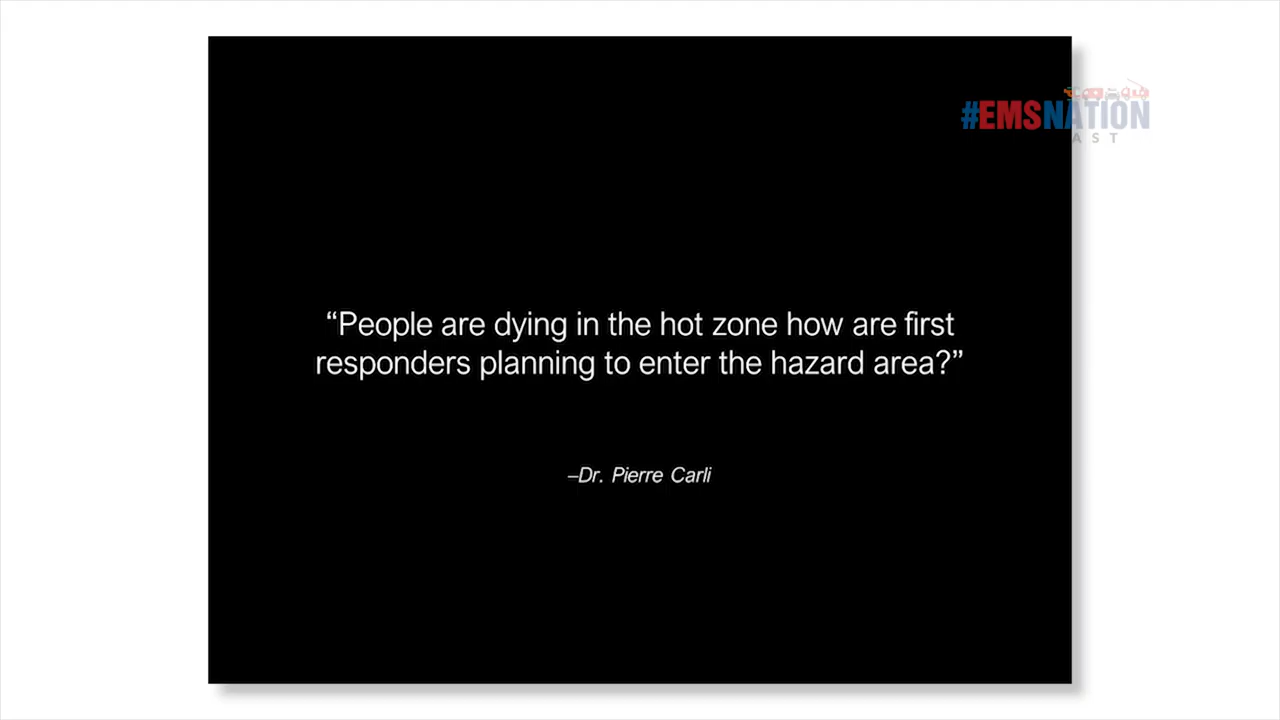 #EMSNATION
AST
“People are dying in the hot zone how are first
responders planning to enter the hazard area?”
–Dr. Pierre Carli